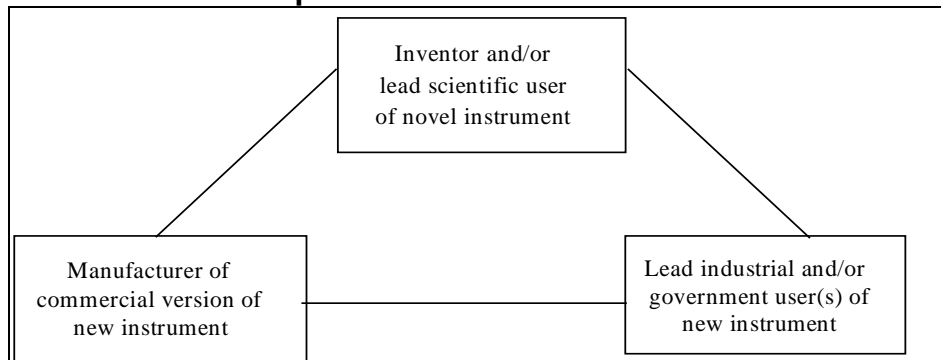 Inventor and/or
lead scientific user
of novel instrument
Manufacturer of
commercial version of
new instrument
Lead industrial and/or
government user(s) of
new instrument